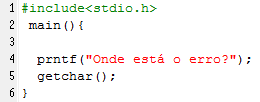 1 #include<stdio.h>
2 main(){
3
4 prntf("Onde está o erro?");
5 getchar();
6 }